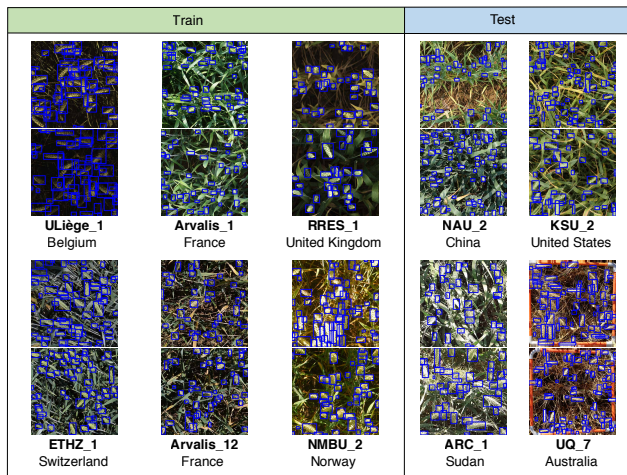 Train
Test
ULiège_1
Belgium
Arvalis_1
France
RRES_1
United Kingdom
NAU_2
China
KSU_2
United States
ETHZ_1
Switzerland
Arvalis_12
France
NMBU_2
Norway
ARC_1
Sudan
UQ_7
Australia